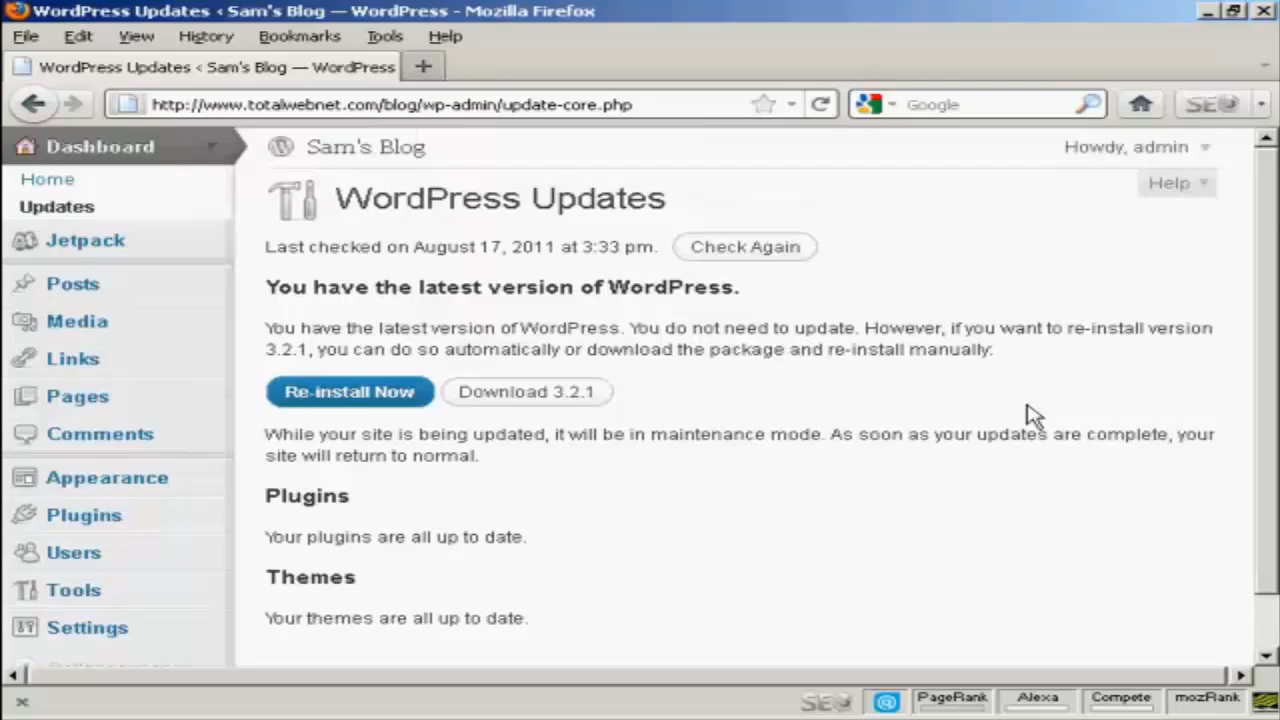 WordPress Updates ‹ Sam's Blog — WordPress - Mozilla Firefox
File Edit View History Bookmarks Tools Help
WordPress Updates ‹ Sam's Blog — WordPress
http://www.totalwebnet.com/blog/wp-admin/update-core.php
Google
Dashboard
Home
Updates
Jetpack
Posts
Media
Links
Pages
Comments
Appearance
Plugins
Users
Tools
Settings
Sam's Blog
Howdy, admin
Help
WordPress Updates
Last checked on August 17, 2011 at 3:33 pm. Check Again
You have the latest version of WordPress.
You have the latest version of WordPress. You do not need to update. However, if you want to re-install version
3.2.1, you can do so automatically or download the package and re-install manually:
Re-install Now Download 3.2.1
While your site is being updated, it will be in maintenance mode. As soon as your updates are complete, your
site will return to normal.
Plugins
Your plugins are all up to date.
Themes
Your themes are all up to date.
PageRank Alexa Compete mozRank